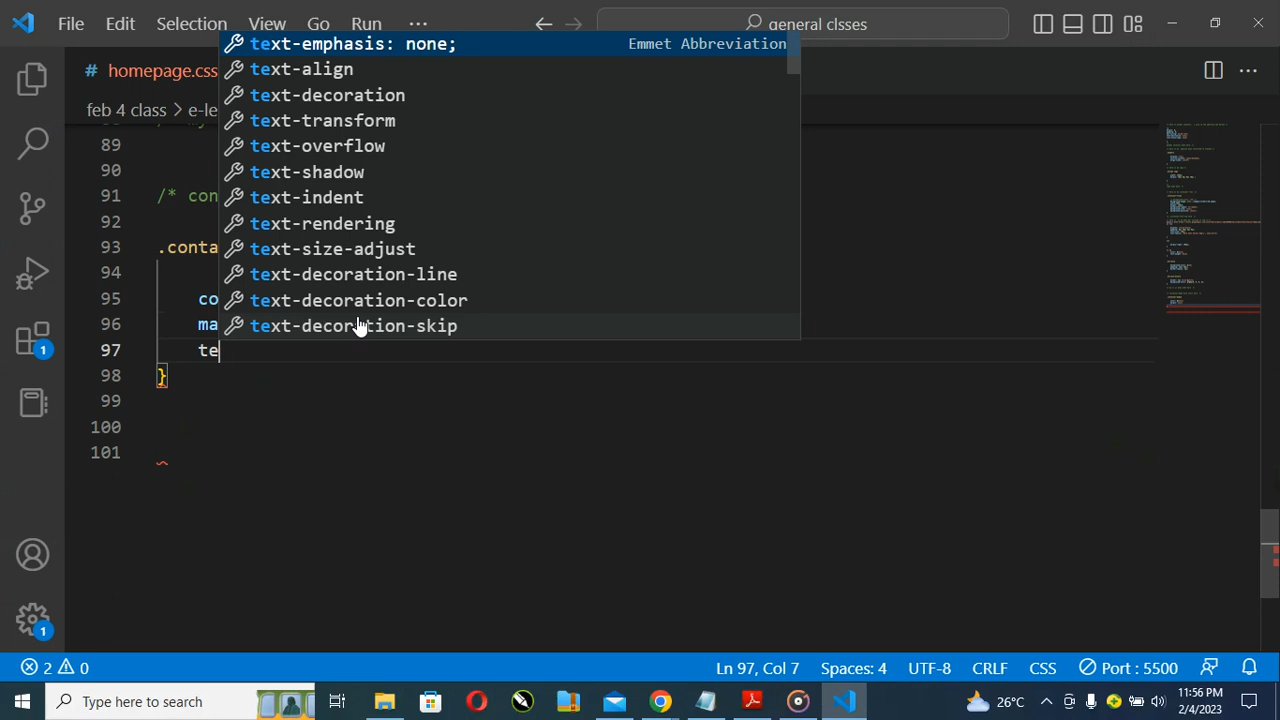 File Edit Selection View Go Run ··· general clsses
# homepage.css
feb 4 class > e-le
text-emphasis: none; Emmet Abbreviation
text-align
text-decoration
text-transform
text-overflow
text-shadow
text-indent
text-rendering
text-size-adjust
text-decoration-line
text-decoration-color
text-decoration-skip
89
90
91 /* con
92
93 .conta
94
95 co
96 ma
97 te
98 }
99
100
101
1
1
2 0 Ln 97, Col 7 Spaces: 4 UTF-8 CRLF CSS Port : 5500
Type here to search 26°C 11:56 PM
2/4/2023